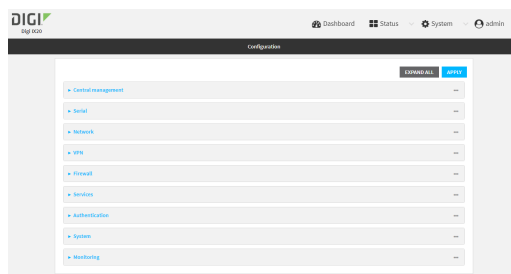 DIGI
Digi IX20
Dashboard
Status
System
admin
Configuration
EXPAND ALL
APPLY
Central management
Serial
Network
VPN
Firewall
Services
Authentication
System
Monitoring